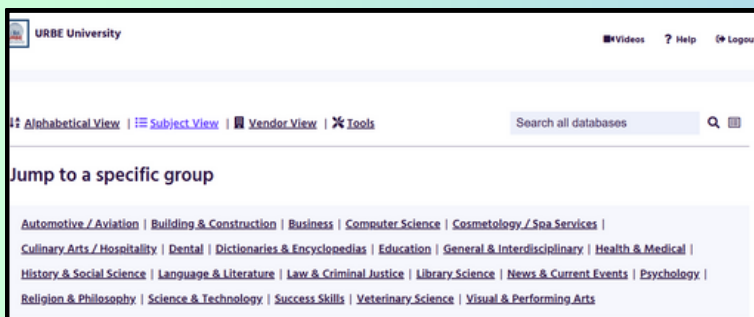 URBE University
Videos ? Help Logou
Alphabetical View | Subject View | Vendor View | Tools
Search all databases
Jump to a specific group
Automotive / Aviation | Building & Construction | Business | Computer Science | Cosmetology / Spa Services |
Culinary Arts / Hospitality | Dental | Dictionaries & Encyclopedias | Education | General & Interdisciplinary | Health & Medical |
History & Social Science | Language & Literature | Law & Criminal Justice | Library Science | News & Current Events | Psychology |
Religion & Philosophy | Science & Technology | Success Skills | Veterinary Science | Visual & Performing Arts